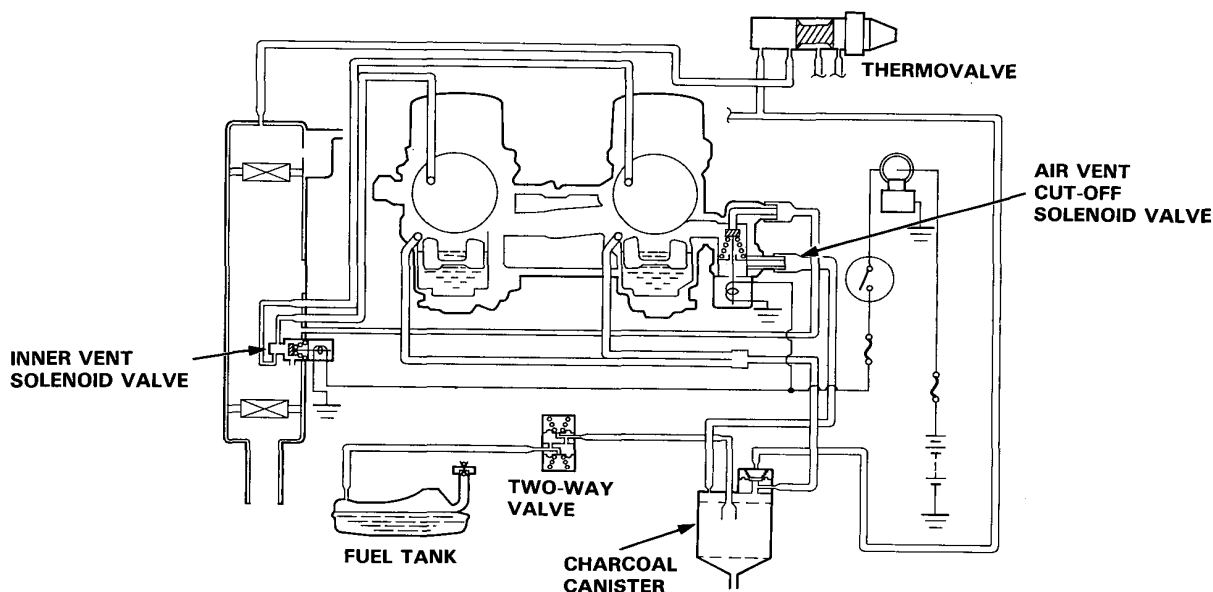 THERMOVALVE
AIR VENT
CUT-OFF
SOLENOID VALVE
INNER VENT
SOLENOID VALVE
TWO-WAY
VALVE
FUEL TANK
CHARCOAL
CANISTER